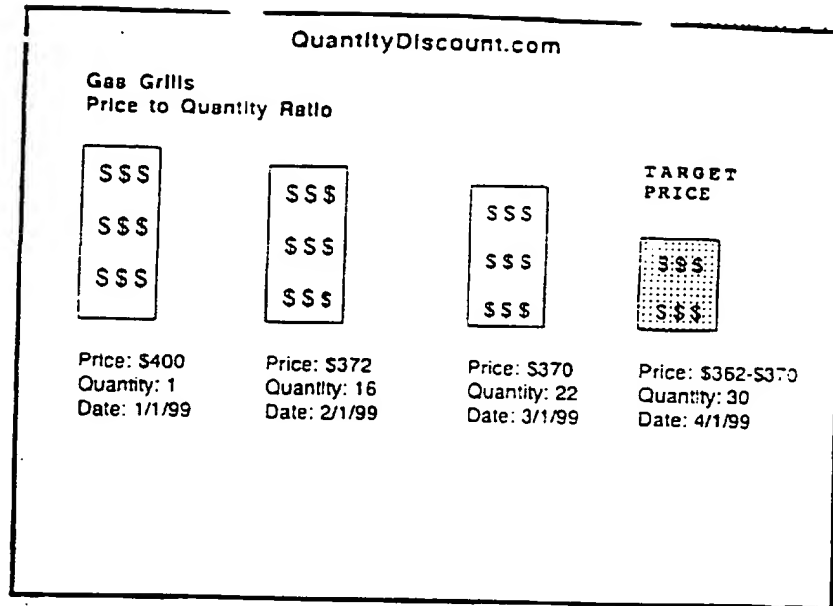 QuantityDiscount.com
Gas Grills
Price to Quantity Ratio
$$$
$$$
$$$
Price: $400
Quantity: 1
Date: 1/1/99
$$$
$$$
$$$
Price: $372
Quantity: 16
Date: 2/1/99
$$$
$$$
$$$
Price: $370
Quantity: 22
Date: 3/1/99
TARGET
PRICE
$$$
$$$
Price: $362-$370
Quantity: 30
Date: 4/1/99